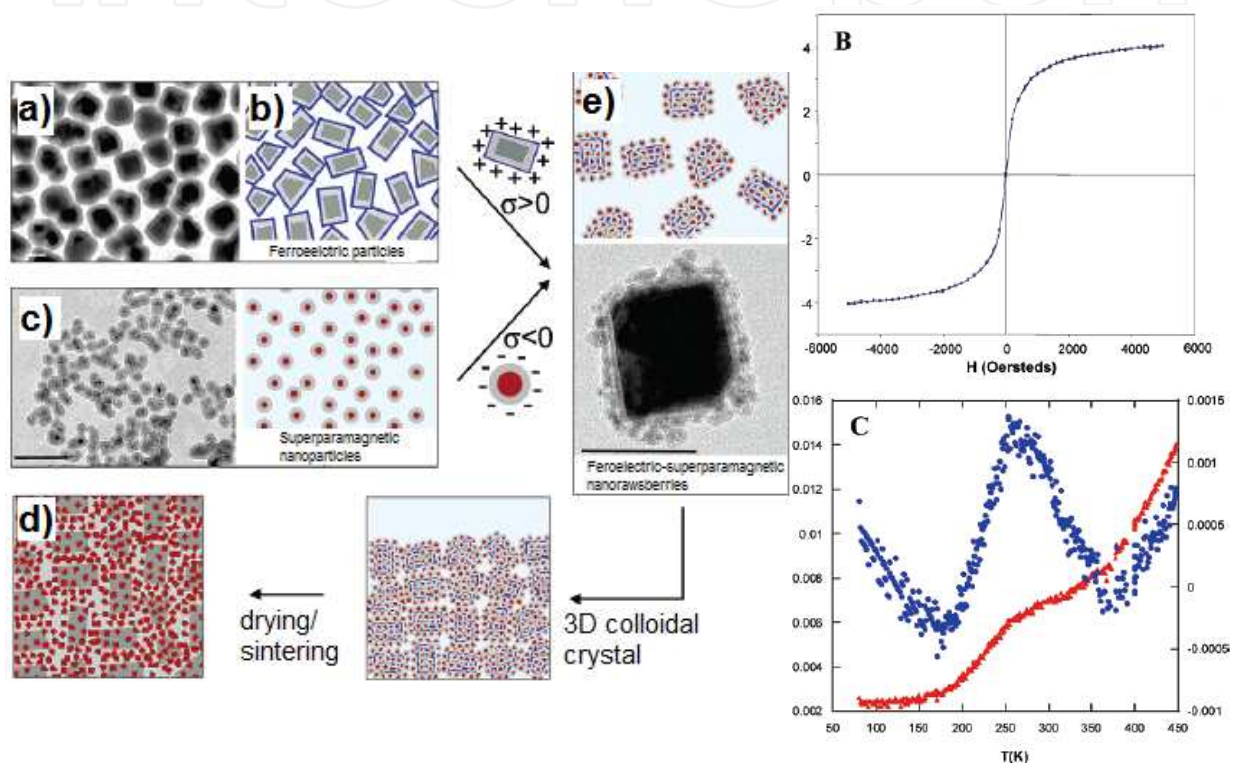 a)
b)
Ferroeelctric particles
σ>0
c)
σ<0
Superparamagnetic
nanoparticles
e)
Feroelectric-superparamagnetic
nanorawsberries
d)
drying/
sintering
3D colloidal
crystal
B
4
2
0
-2
-4
-6000 -4000 -2000 0 2000 4000 6000
H (Oersteds)
C
0.016
0.014
0.012
0.01
0.008
0.006
0.004
0.002
0.0015
0.001
0.0005
0
-0.0005
-0.001
50 100 150 200 250 300 350 400 450
T(K)